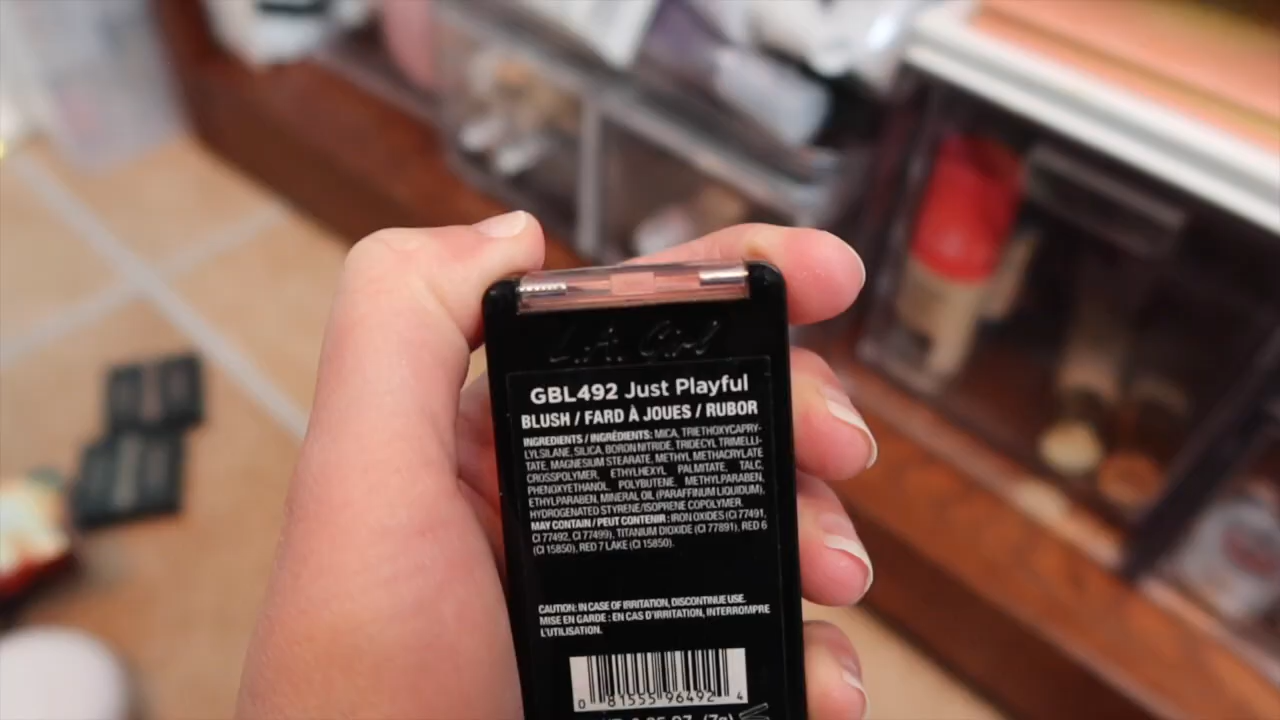 L.A. Girl
GBL492 Just Playful
BLUSH / FARD À JOUES / RUBOR
INGREDIENTS / INGRÉDIENTS: MICA, TRIETHOXYCAPRY-
LYLSILANE, SILICA, BORON NITRIDE, TRIDECYL TRIMELLI-
TATE, MAGNESIUM STEARATE, METHYL METHACRYLATE
CROSSPOLYMER, ETHYLHEXYL PALMITATE, TALC,
PHENOXYETHANOL, POLYBUTENE, METHYLPARABEN,
ETHYLPARABEN, MINERAL OIL (PARAFFINUM LIQUIDUM),
HYDROGENATED STYRENE/ISOPRENE COPOLYMER.
MAY CONTAIN / PEUT CONTENIR : IRON OXIDES (CI 77491,
CI 77492, CI 77499), TITANIUM DIOXIDE (CI 77891), RED 6
(CI 15850), RED 7 LAKE (CI 15850).
CAUTION: IN CASE OF IRRITATION, DISCONTINUE USE.
MISE EN GARDE : EN CAS D'IRRITATION, INTERROMPRE
L'UTILISATION.
0 81555 96492 4
(7g)